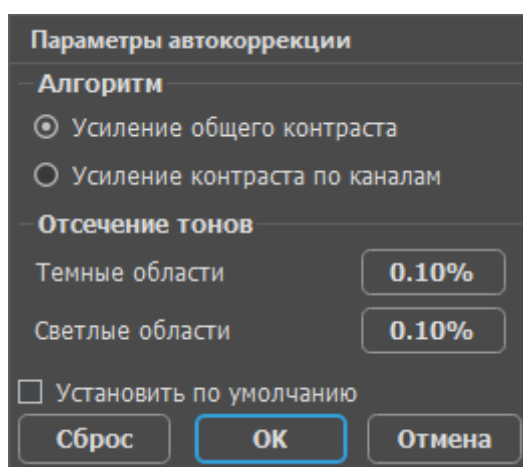 Параметры автокоррекции
Алгоритм
Усиление общего контраста
Усиление контраста по каналам
Отсечение тонов
Темные области 0.10%
Светлые области 0.10%
Установить по умолчанию
Сброс OK Отмена